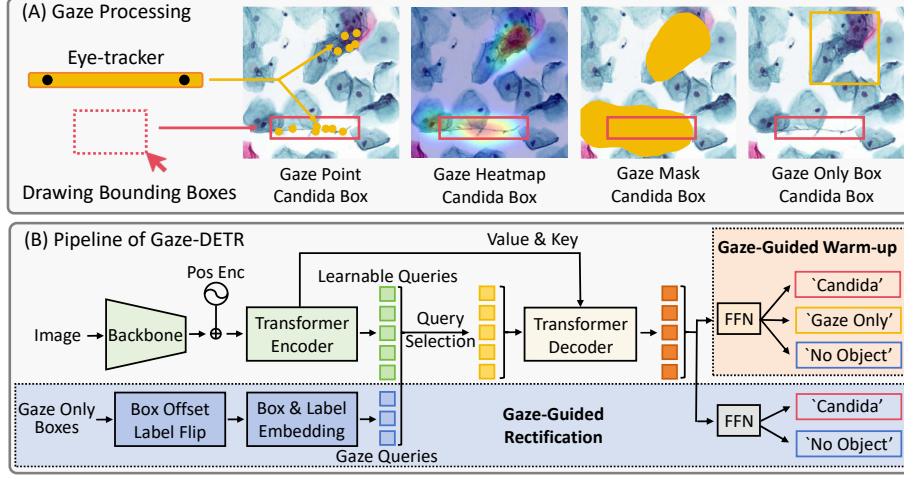 (A) Gaze Processing
Eye-tracker
Drawing Bounding Boxes
Gaze Point
Candida Box
Gaze Heatmap
Candida Box
Gaze Mask
Candida Box
Gaze Only Box
Candida Box
(B) Pipeline of Gaze-DETR
Value & Key
Gaze-Guided Warm-up
Pos Enc
Learnable Queries
Image
Backbone
Transformer
Encoder
Query
Selection
Transformer
Decoder
FFN
`Candida’
`Gaze Only’
`No Object’
Gaze Only
Boxes
Box Offset
Label Flip
Box & Label
Embedding
Gaze Queries
Gaze-Guided
Rectification
FFN
`Candida’
`No Object’